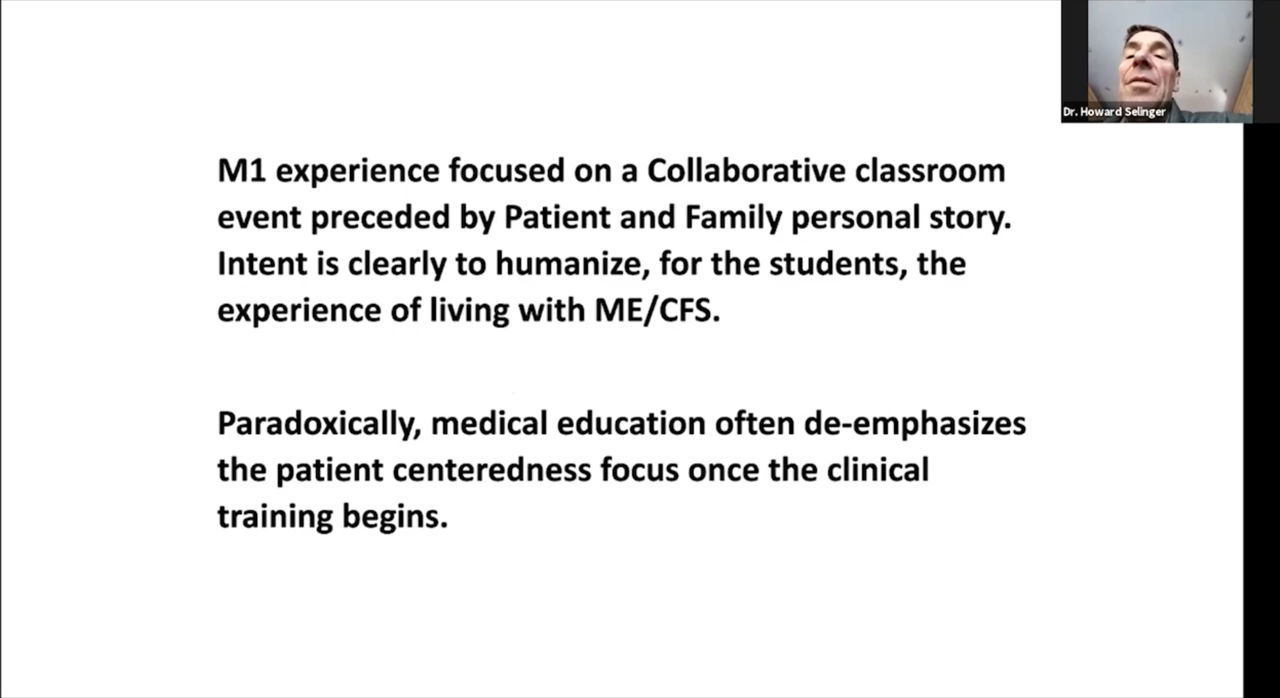 Dr. Howard Selinger
M1 experience focused on a Collaborative classroom
event preceded by Patient and Family personal story.
Intent is clearly to humanize, for the students, the
experience of living with ME/CFS.
Paradoxically, medical education often de-emphasizes
the patient centeredness focus once the clinical
training begins.